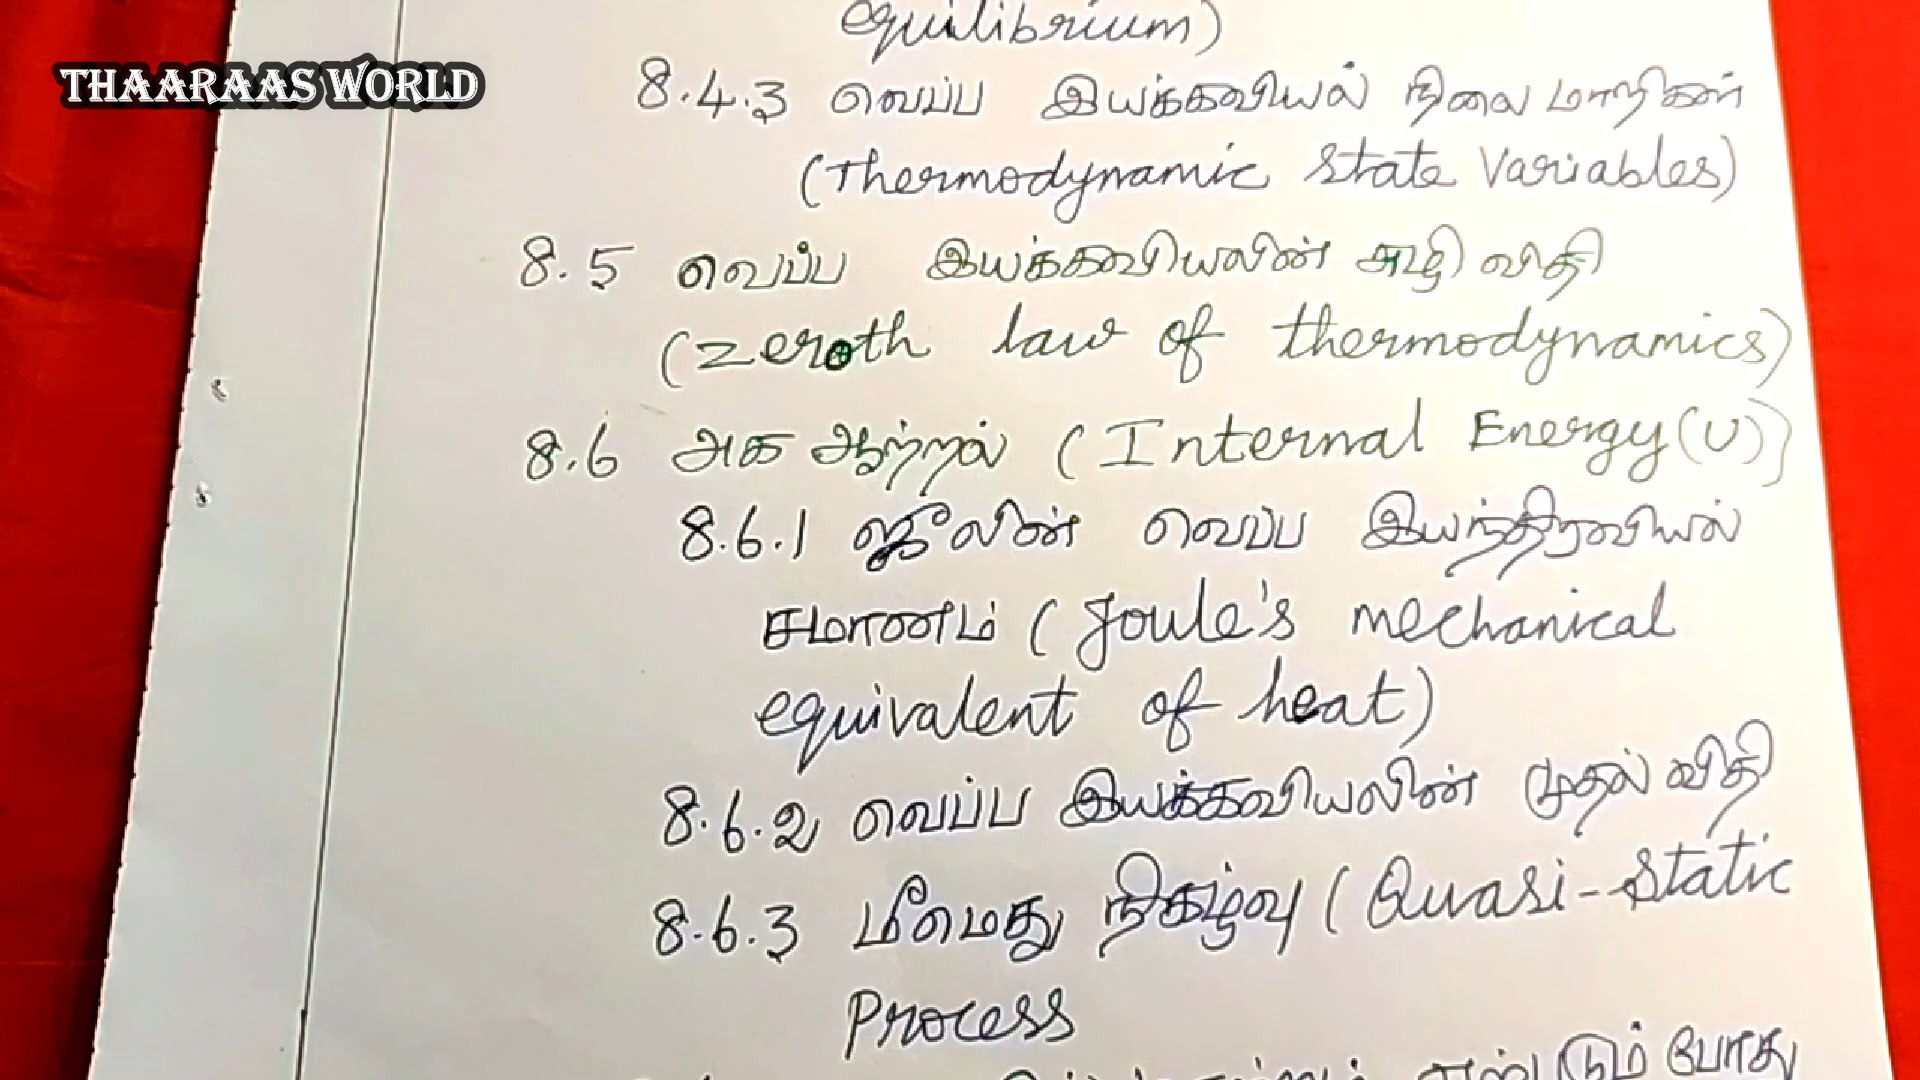 THAARAAS WORLD
equilibrium)
8.4.3 வெப்ப இயக்கவியல் நிலை மாறிகள்
(Thermodynamic State Variables)
8.5 வெப்ப இயக்கவியலின் சுழி விதி
(Zeroth law of thermodynamics)
8.6 அக ஆற்றல் (Internal Energy (U))
8.6.1 ஜீலின் வெப்ப இயந்திரவியல்
சமானம் (Joule's mechanical
equivalent of heat)
8.6.2 வெப்ப இயக்கவியலின் முதல் விதி
8.6.3 மீமெது நிகழ்வு (Quasi-Static
Process
போது